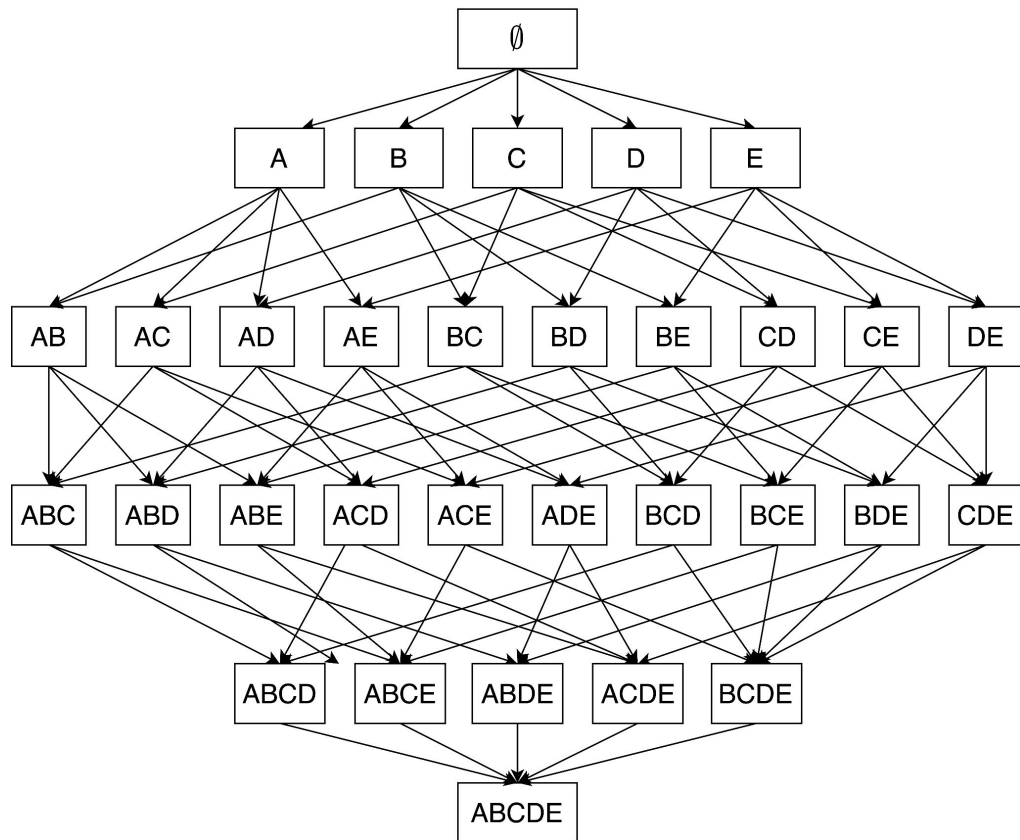 ∅
A B C D E
AB AC AD AE BC BD BE CD CE DE
ABC ABD ABE ACD ACE ADE BCD BCE BDE CDE
ABCD ABCE ABDE ACDE BCDE
ABCDE